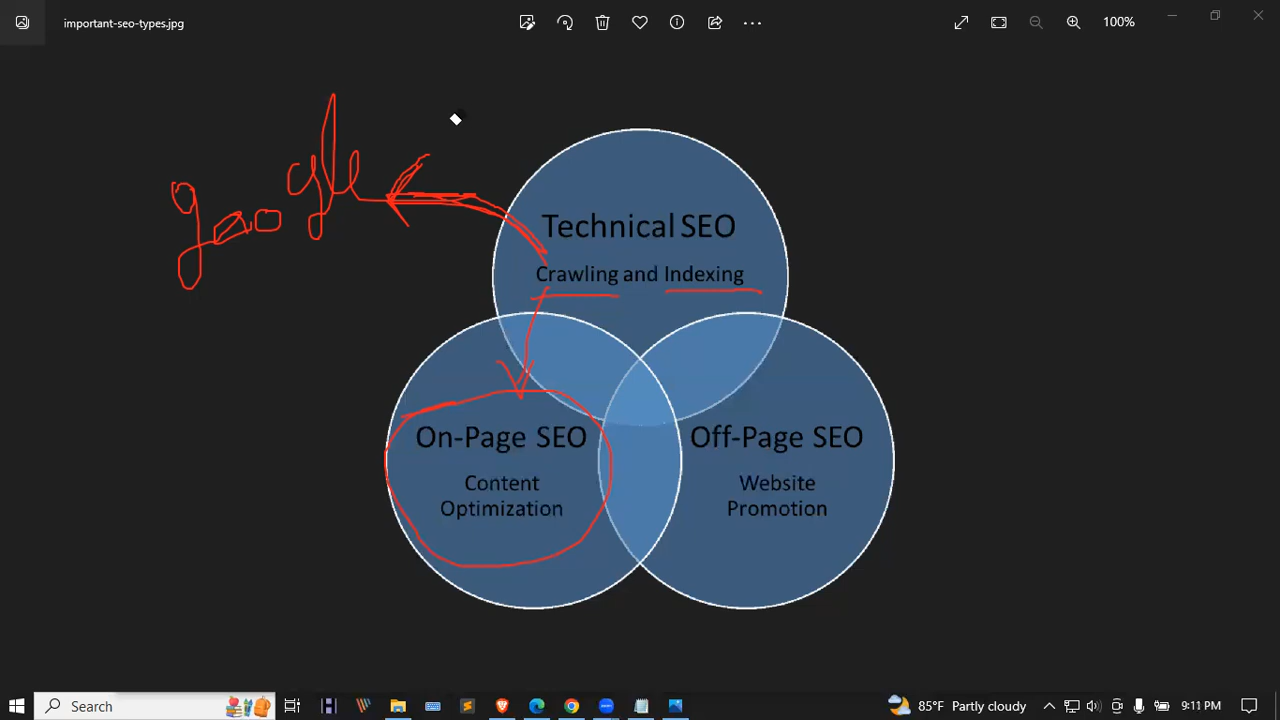 important-seo-types.jpg
100%
google
Technical SEO
Crawling and Indexing
On-Page SEO
Content
Optimization
Off-Page SEO
Website
Promotion
Search
85°F Partly cloudy
9:11 PM